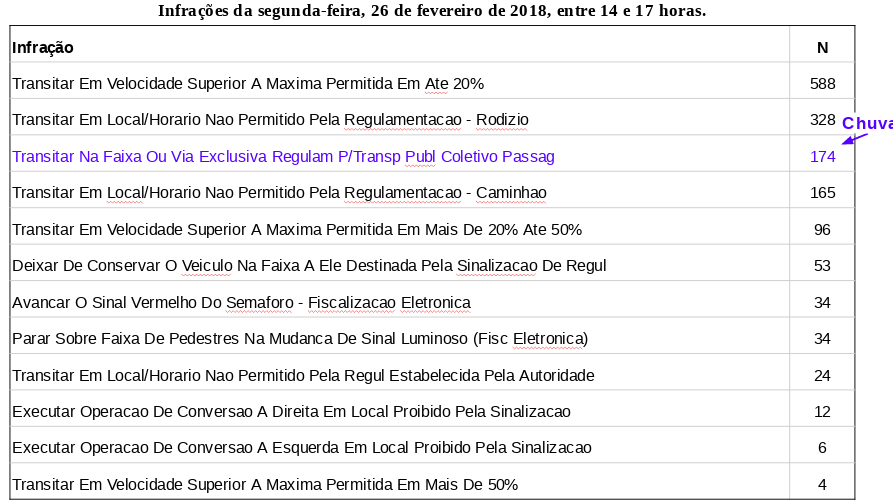 Infrações da segunda-feira, 26 de fevereiro de 2018, entre 14 e 17 horas.
Infração N
Transitar Em Velocidade Superior A Maxima Permitida Em Ate 20% 588
Transitar Em Local/Horario Nao Permitido Pela Regulamentacao - Rodizio 328
Chuva
Transitar Na Faixa Ou Via Exclusiva Regulam P/Transp Publ Coletivo Passag 174
Transitar Em Local/Horario Nao Permitido Pela Regulamentacao - Caminhao 165
Transitar Em Velocidade Superior A Maxima Permitida Em Mais De 20% Ate 50% 96
Deixar De Conservar O Veiculo Na Faixa A Ele Destinada Pela Sinalizacao De Regul 53
Avancar O Sinal Vermelho Do Semaforo - Fiscalizacao Eletronica 34
Parar Sobre Faixa De Pedestres Na Mudanca De Sinal Luminoso (Fisc Eletronica) 34
Transitar Em Local/Horario Nao Permitido Pela Regul Estabelecida Pela Autoridade 24
Executar Operacao De Conversao A Direita Em Local Proibido Pela Sinalizacao 12
Executar Operacao De Conversao A Esquerda Em Local Proibido Pela Sinalizacao 6
Transitar Em Velocidade Superior A Maxima Permitida Em Mais De 50% 4